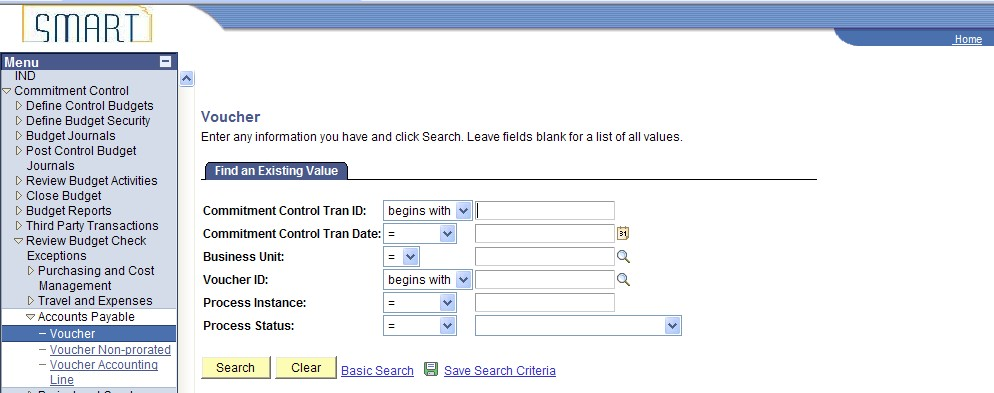 SMART
Home
Menu
IND
Commitment Control
Define Control Budgets
Define Budget Security
Budget Journals
Post Control Budget
Journals
Review Budget Activities
Close Budget
Budget Reports
Third Party Transactions
Review Budget Check
Exceptions
Purchasing and Cost
Management
Travel and Expenses
Accounts Payable
Voucher
Voucher Non-prorated
Voucher Accounting
Line
Voucher
Enter any information you have and click Search. Leave fields blank for a list of all values.
Find an Existing Value
Commitment Control Tran ID: begins with
Commitment Control Tran Date: = 31
Business Unit: =
Voucher ID: begins with
Process Instance: =
Process Status: =
Search Clear Basic Search Save Search Criteria